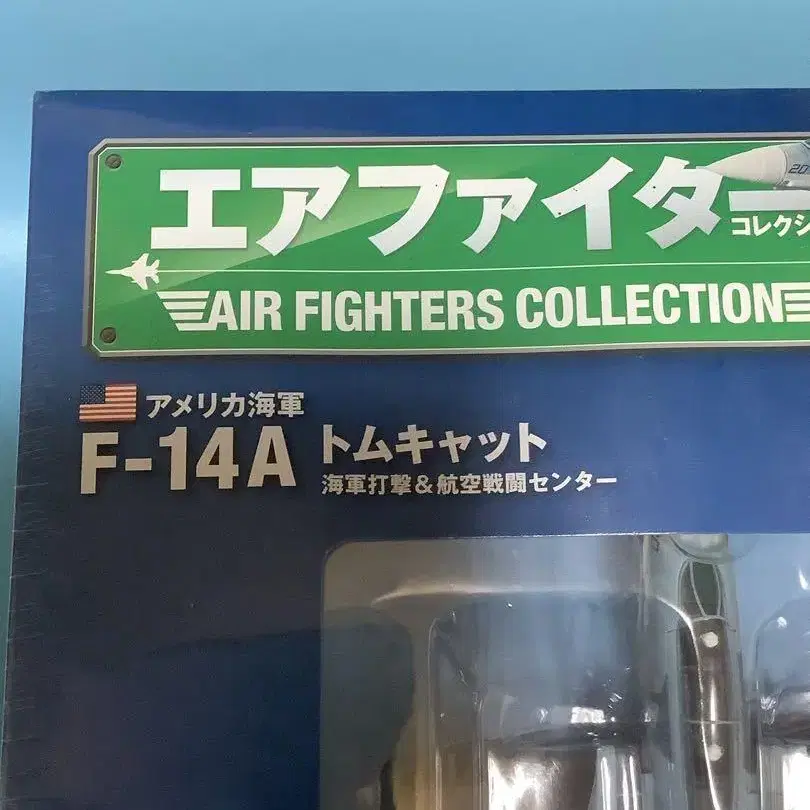 エアファイター
コレクシ
AIR FIGHTERS COLLECTION
アメリカ海軍
F-14A トムキャット
海軍打撃&航空戦闘センター